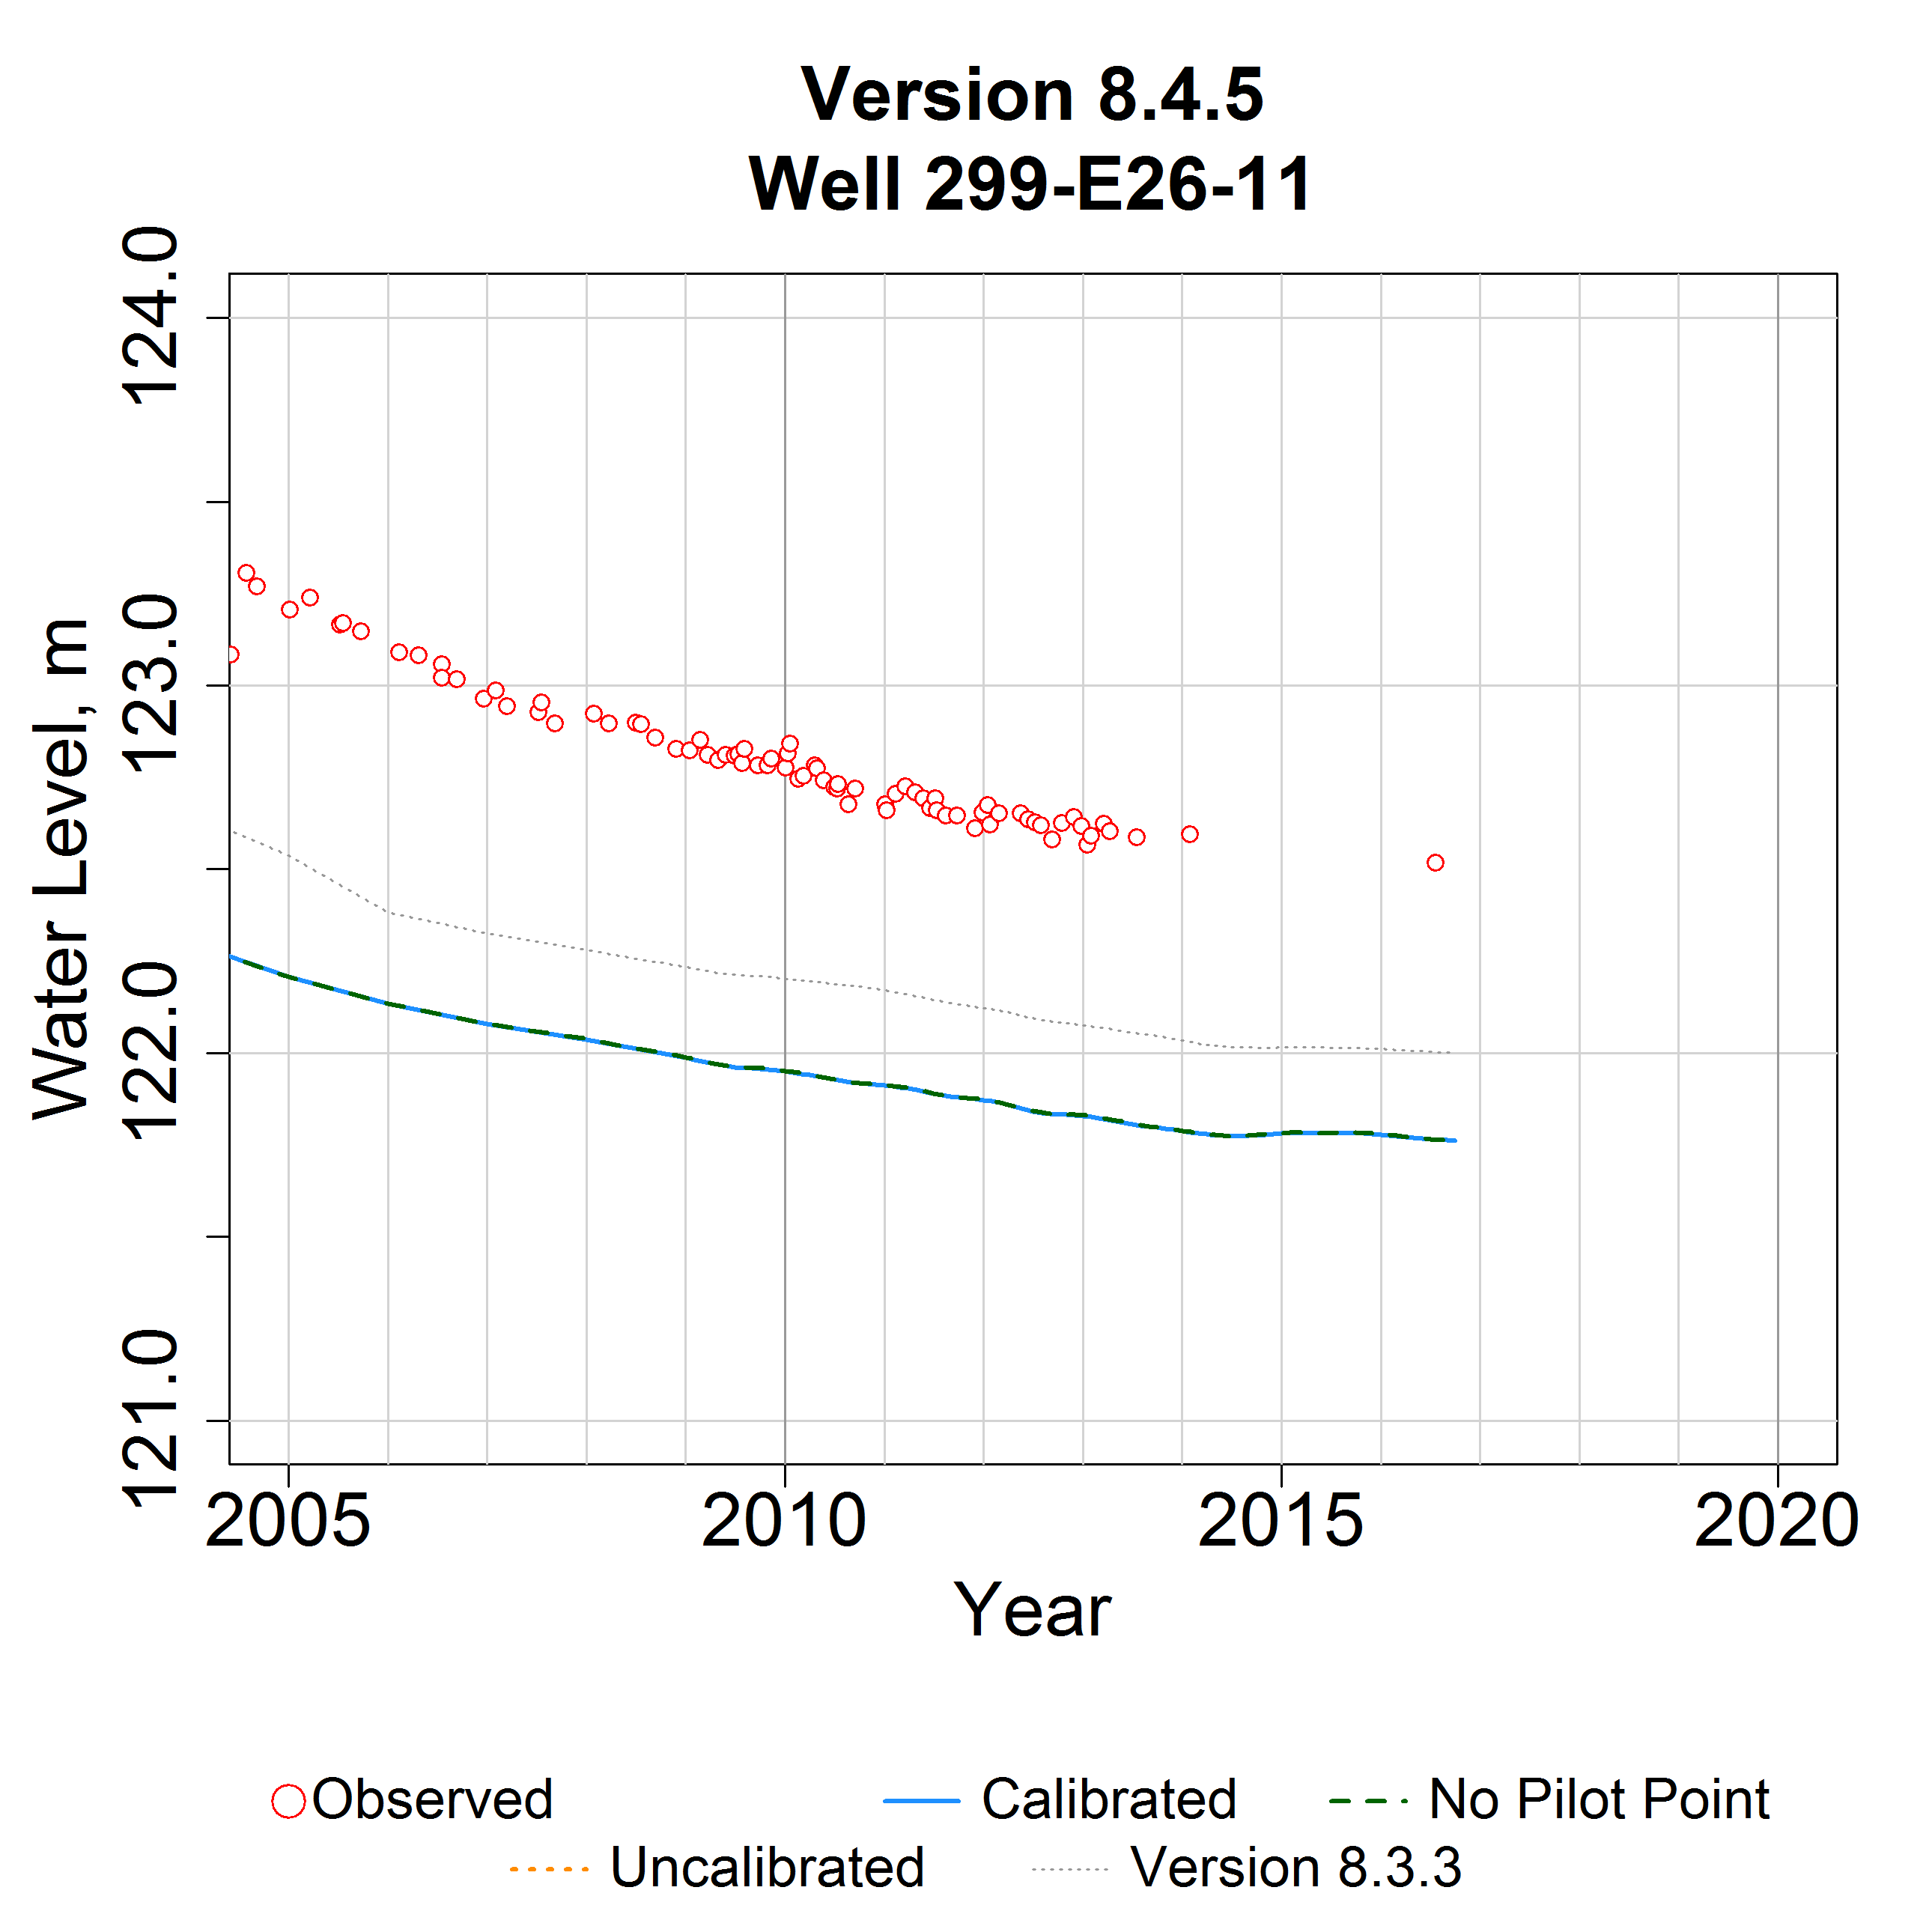 Version 8.4.5
Well 299-E26-11
Water Level, m
124.0
123.0
122.0
121.0
2005 2010 2015 2020
Year
Observed Calibrated No Pilot Point
Uncalibrated Version 8.3.3